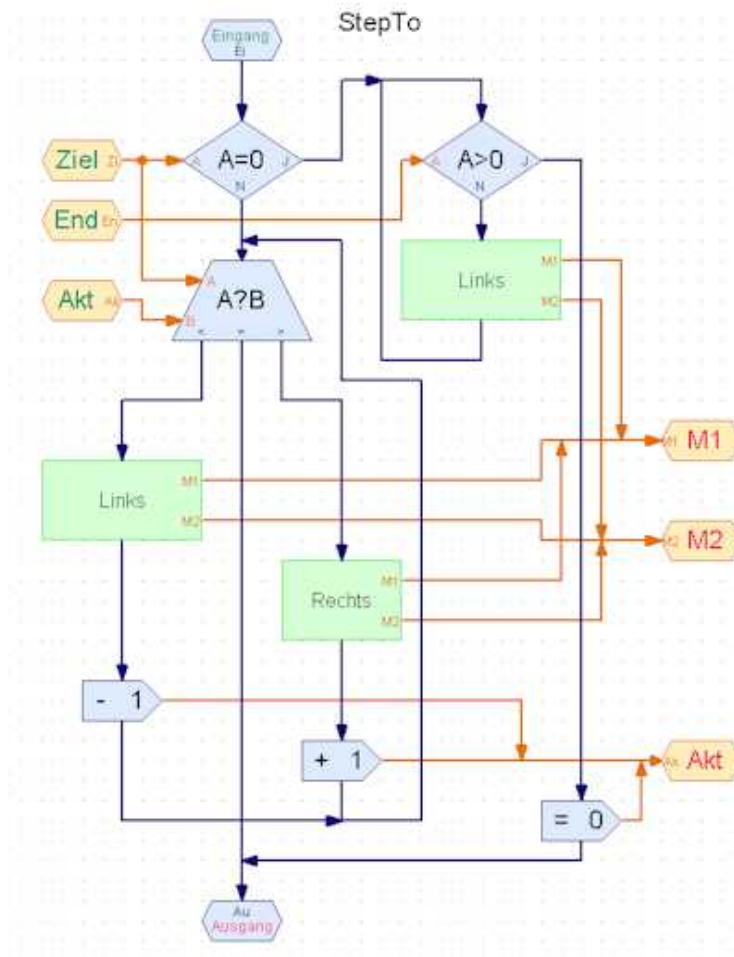 StepTo
Eingang
Ei
Ziel Zi
A A=0 J
N
A A>0 J
N
End En
Akt Ak
A
A?B
B
< = >
Links
M1
M2
M1 M1
Links
M1
M2
M2 M2
Rechts
M1
M2
- 1
+ 1
Ak Akt
= 0
Au
Ausgang